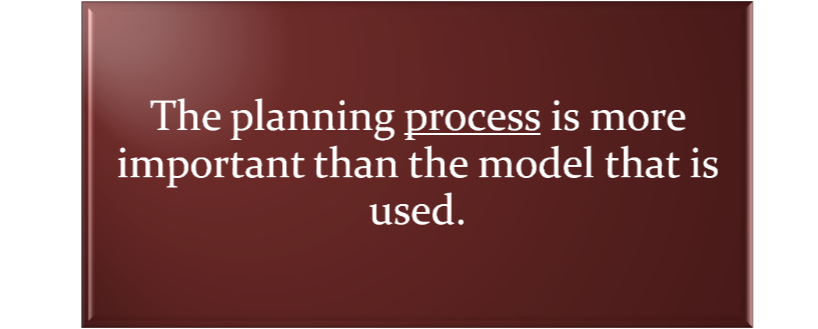 The planning process is more
important than the model that is
used.